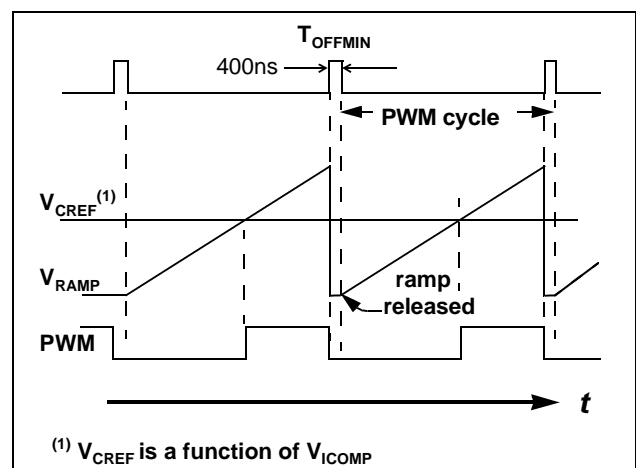 TOFFMIN
400ns
PWM cycle
VCREF(1)
VRAMP
ramp
released
PWM
t
(1) VCREF is a function of VICOMP